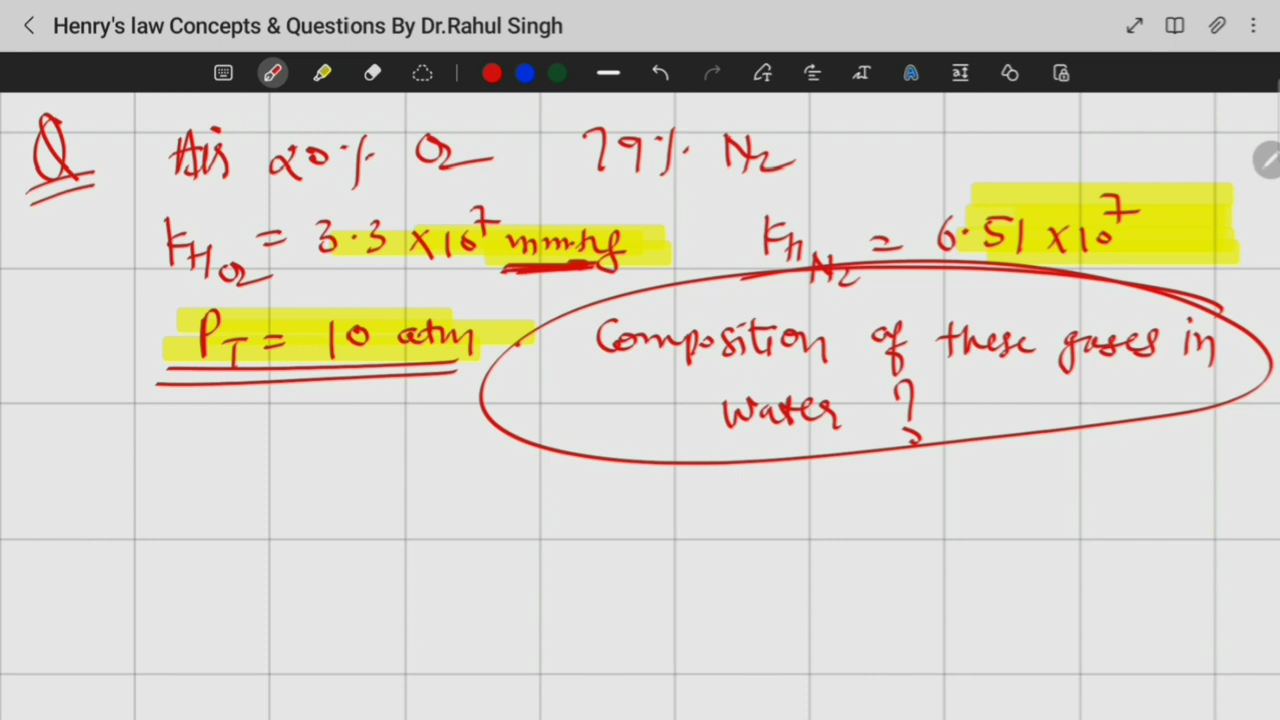 Henry's law Concepts & Questions By Dr.Rahul Singh
Q Air 20% O2 79% N2
KH O2 = 3.3 × 10^7 mmhg KH N2 = 6.51 × 10^7
PT = 10 atm Composition of these gases in
water ?